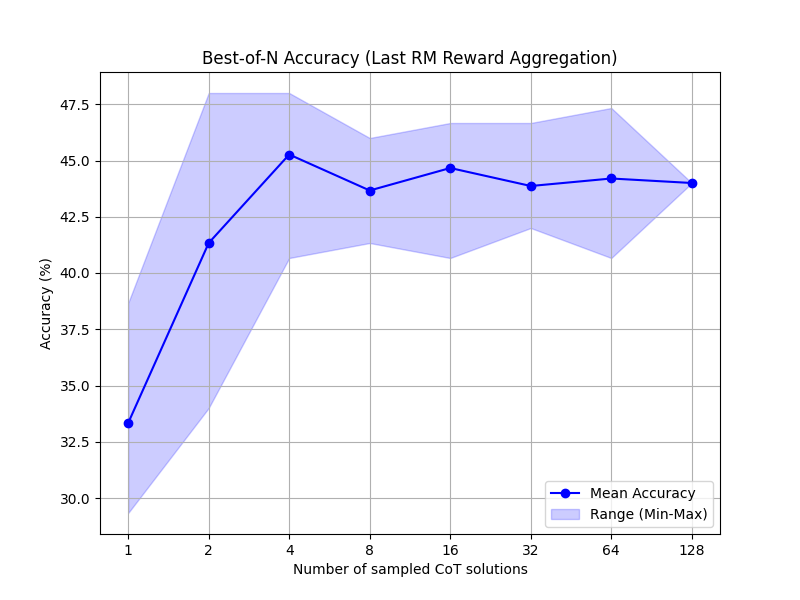 Best-of-N Accuracy (Last RM Reward Aggregation)
Accuracy (%)
47.5
45.0
42.5
40.0
37.5
35.0
32.5
30.0
Mean Accuracy
Range (Min-Max)
1 2 4 8 16 32 64 128
Number of sampled CoT solutions